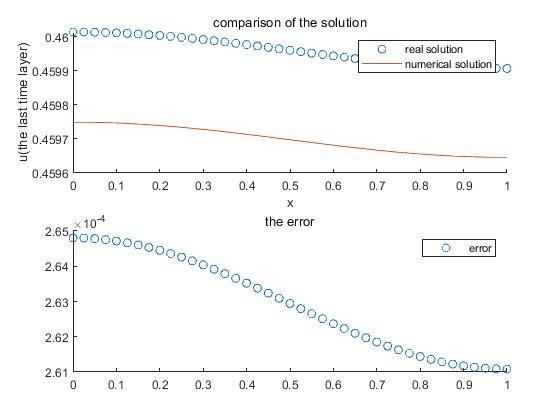 comparison of the solution
0.46
0.4599
0.4598
0.4597
0.4596
u(the last time layer)
real solution
numerical solution
0 0.1 0.2 0.3 0.4 0.5 0.6 0.7 0.8 0.9 1
x
the error
×10⁻⁴
2.65
2.64
2.63
2.62
2.61
error
0 0.1 0.2 0.3 0.4 0.5 0.6 0.7 0.8 0.9 1